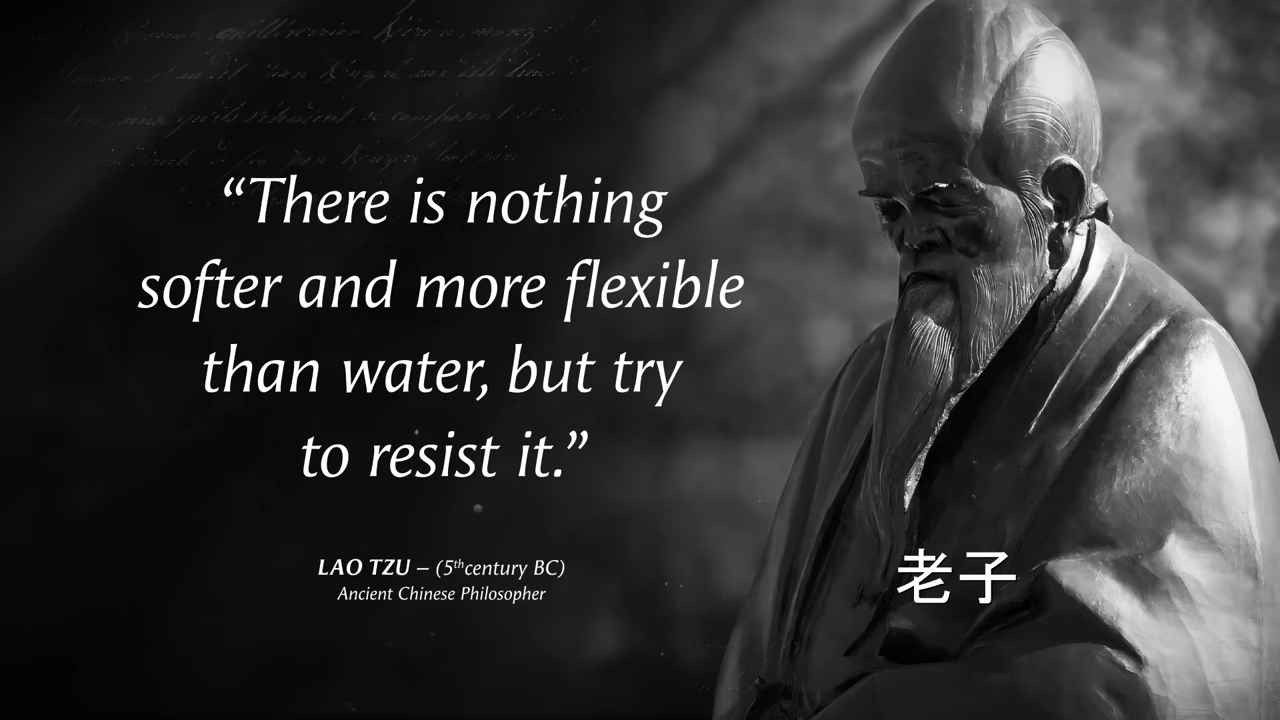 “There is nothing
softer and more flexible
than water, but try
to resist it.”
LAO TZU – (5thcentury BC)
Ancient Chinese Philosopher
老子